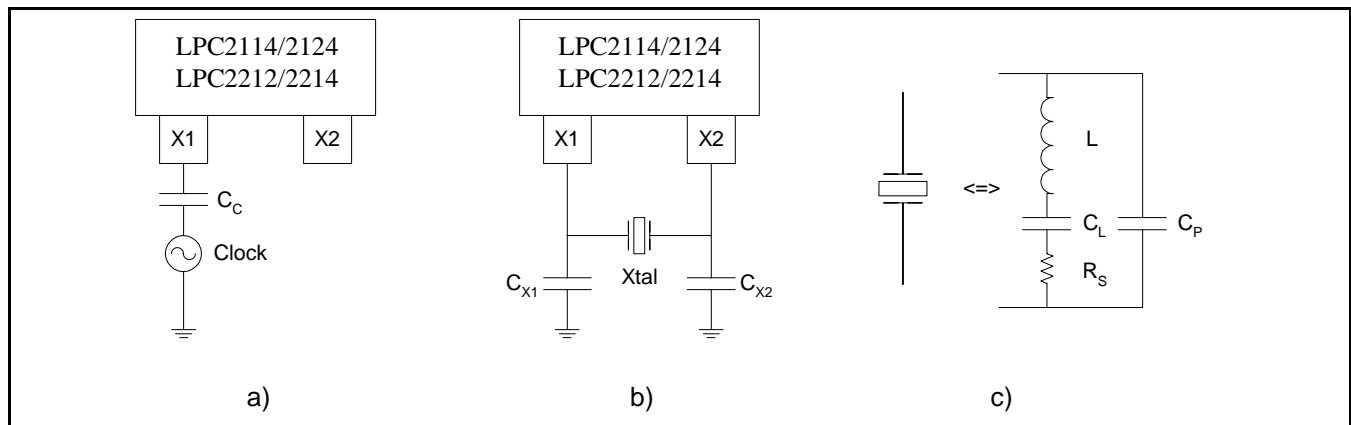 LPC2114/2124
LPC2212/2214
X1
X2
C_C
Clock
a)
LPC2114/2124
LPC2212/2214
X1
X2
C_X1
Xtal
C_X2
b)
<=>
L
C_L
C_P
R_S
c)